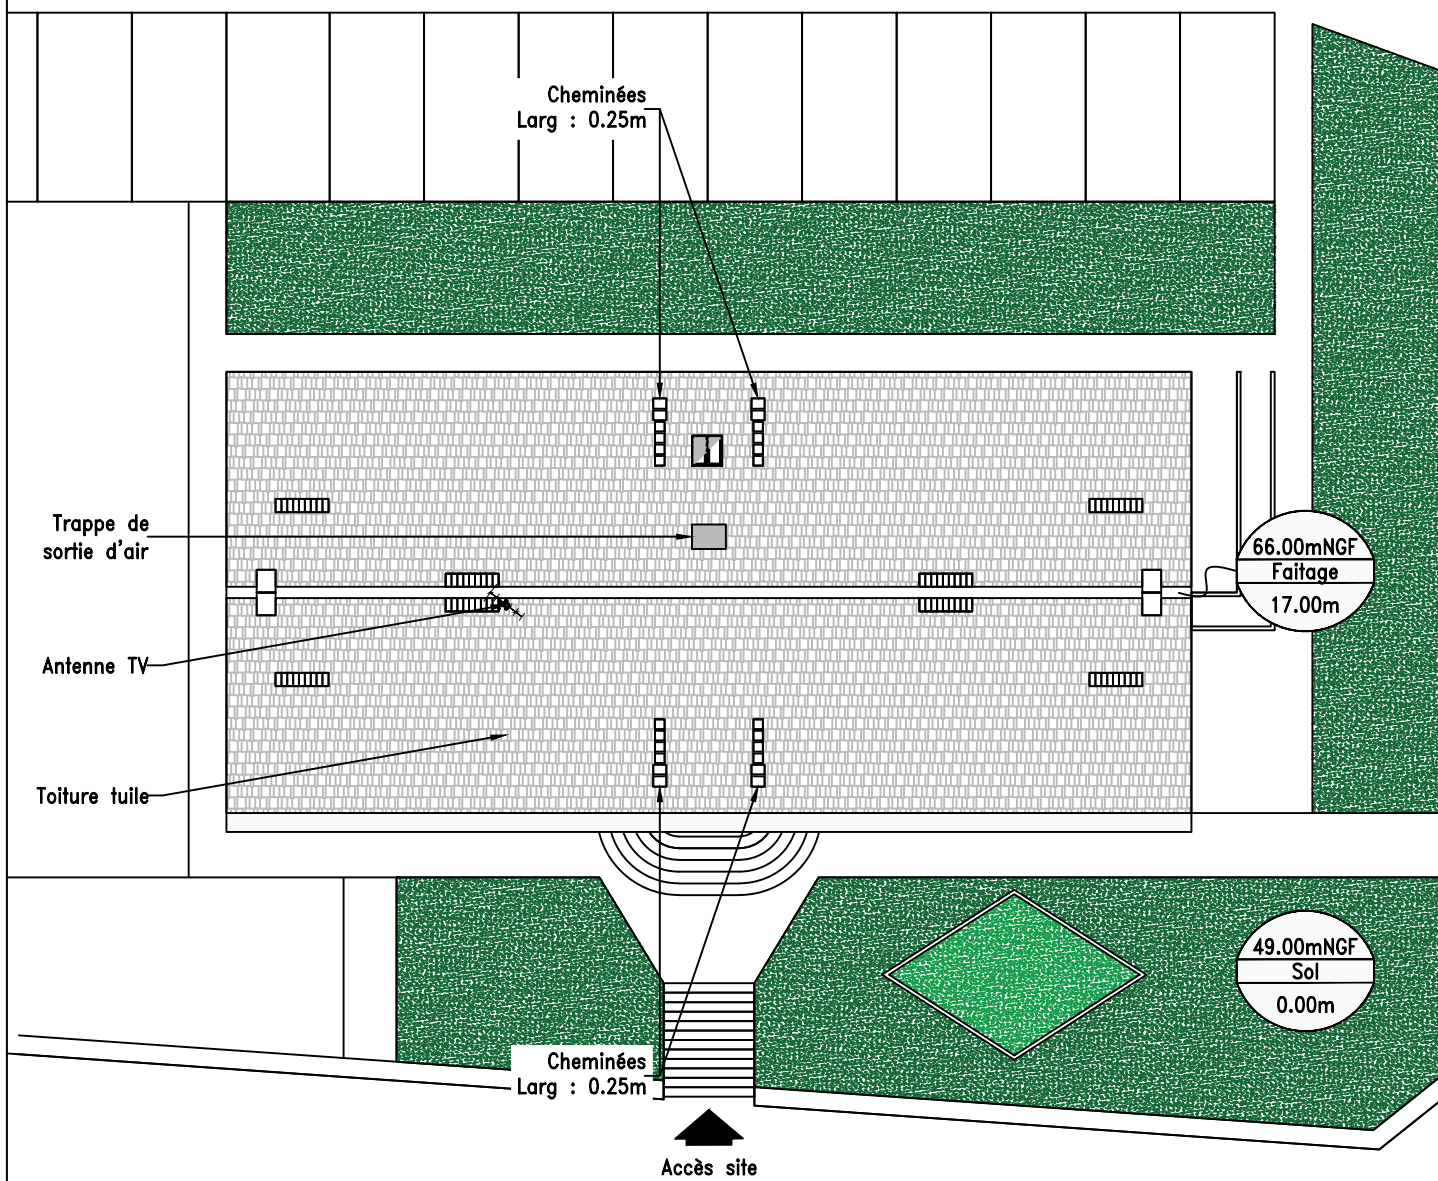 Cheminées
Larg : 0.25m
Trappe de
sortie d'air
66.00mNGF
Faitage
17.00m
Antenne TV
Toiture tuile
49.00mNGF
Sol
0.00m
Cheminées
Larg : 0.25m
Accès site